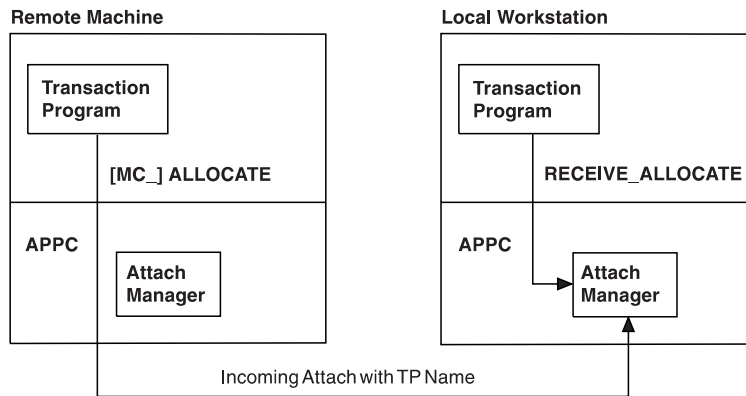 Remote Machine
Local Workstation
Transaction
Program
Transaction
Program
[MC_] ALLOCATE
RECEIVE_ALLOCATE
APPC
APPC
Attach
Manager
Attach
Manager
Incoming Attach with TP Name